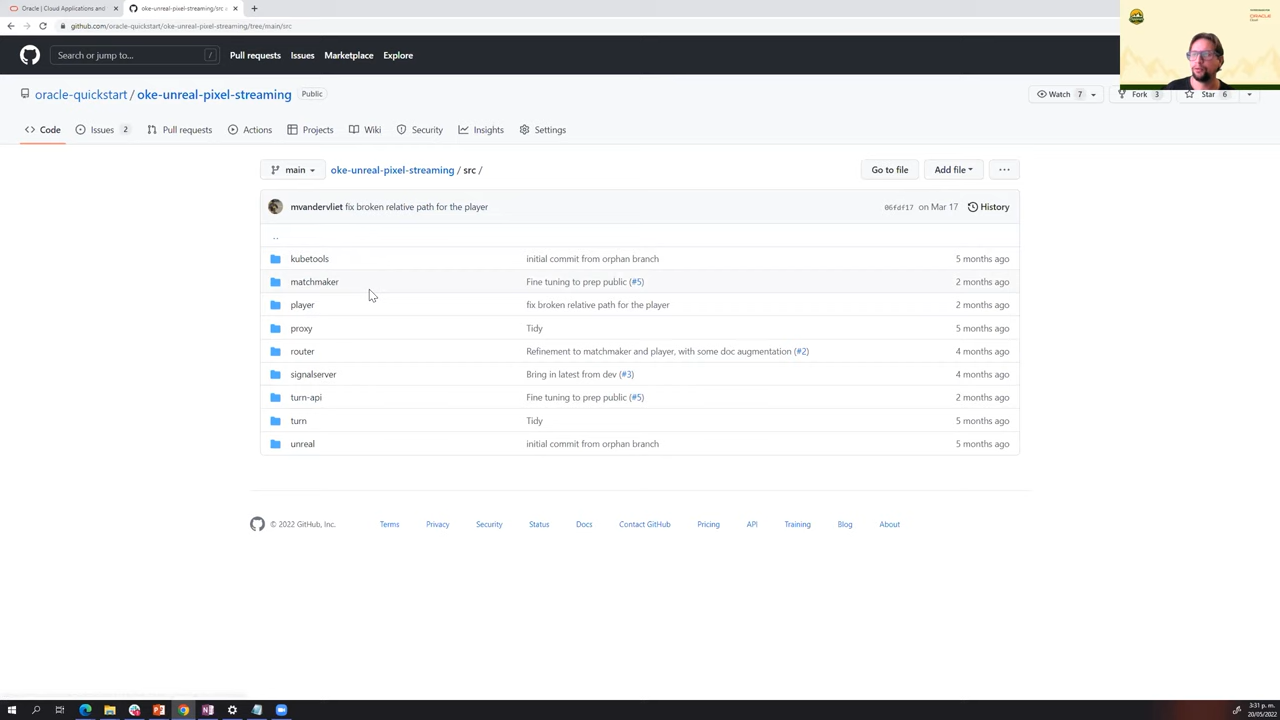 Oracle | Cloud Applications and
oke-unreal-pixel-streaming/src
github.com/oracle-quickstart/oke-unreal-pixel-streaming/tree/main/src
Search or jump to... /
Pull requests Issues Marketplace Explore
oracle-quickstart / oke-unreal-pixel-streaming Public
Watch 7 Fork 3 Star 6
Code Issues 2 Pull requests Actions Projects Wiki Security Insights Settings
main oke-unreal-pixel-streaming / src / Go to file Add file ...
mvandervliet fix broken relative path for the player 06fdf17 on Mar 17 History
..
kubetools initial commit from orphan branch 5 months ago
matchmaker Fine tuning to prep public (#5) 2 months ago
player fix broken relative path for the player 2 months ago
proxy Tidy 5 months ago
router Refinement to matchmaker and player, with some doc augmentation (#2) 4 months ago
signalserver Bring in latest from dev (#3) 4 months ago
turn-api Fine tuning to prep public (#5) 2 months ago
turn Tidy 5 months ago
unreal initial commit from orphan branch 5 months ago
© 2022 GitHub, Inc. Terms Privacy Security Status Docs Contact GitHub Pricing API Training Blog About
3:31 p. m.
20/05/2022